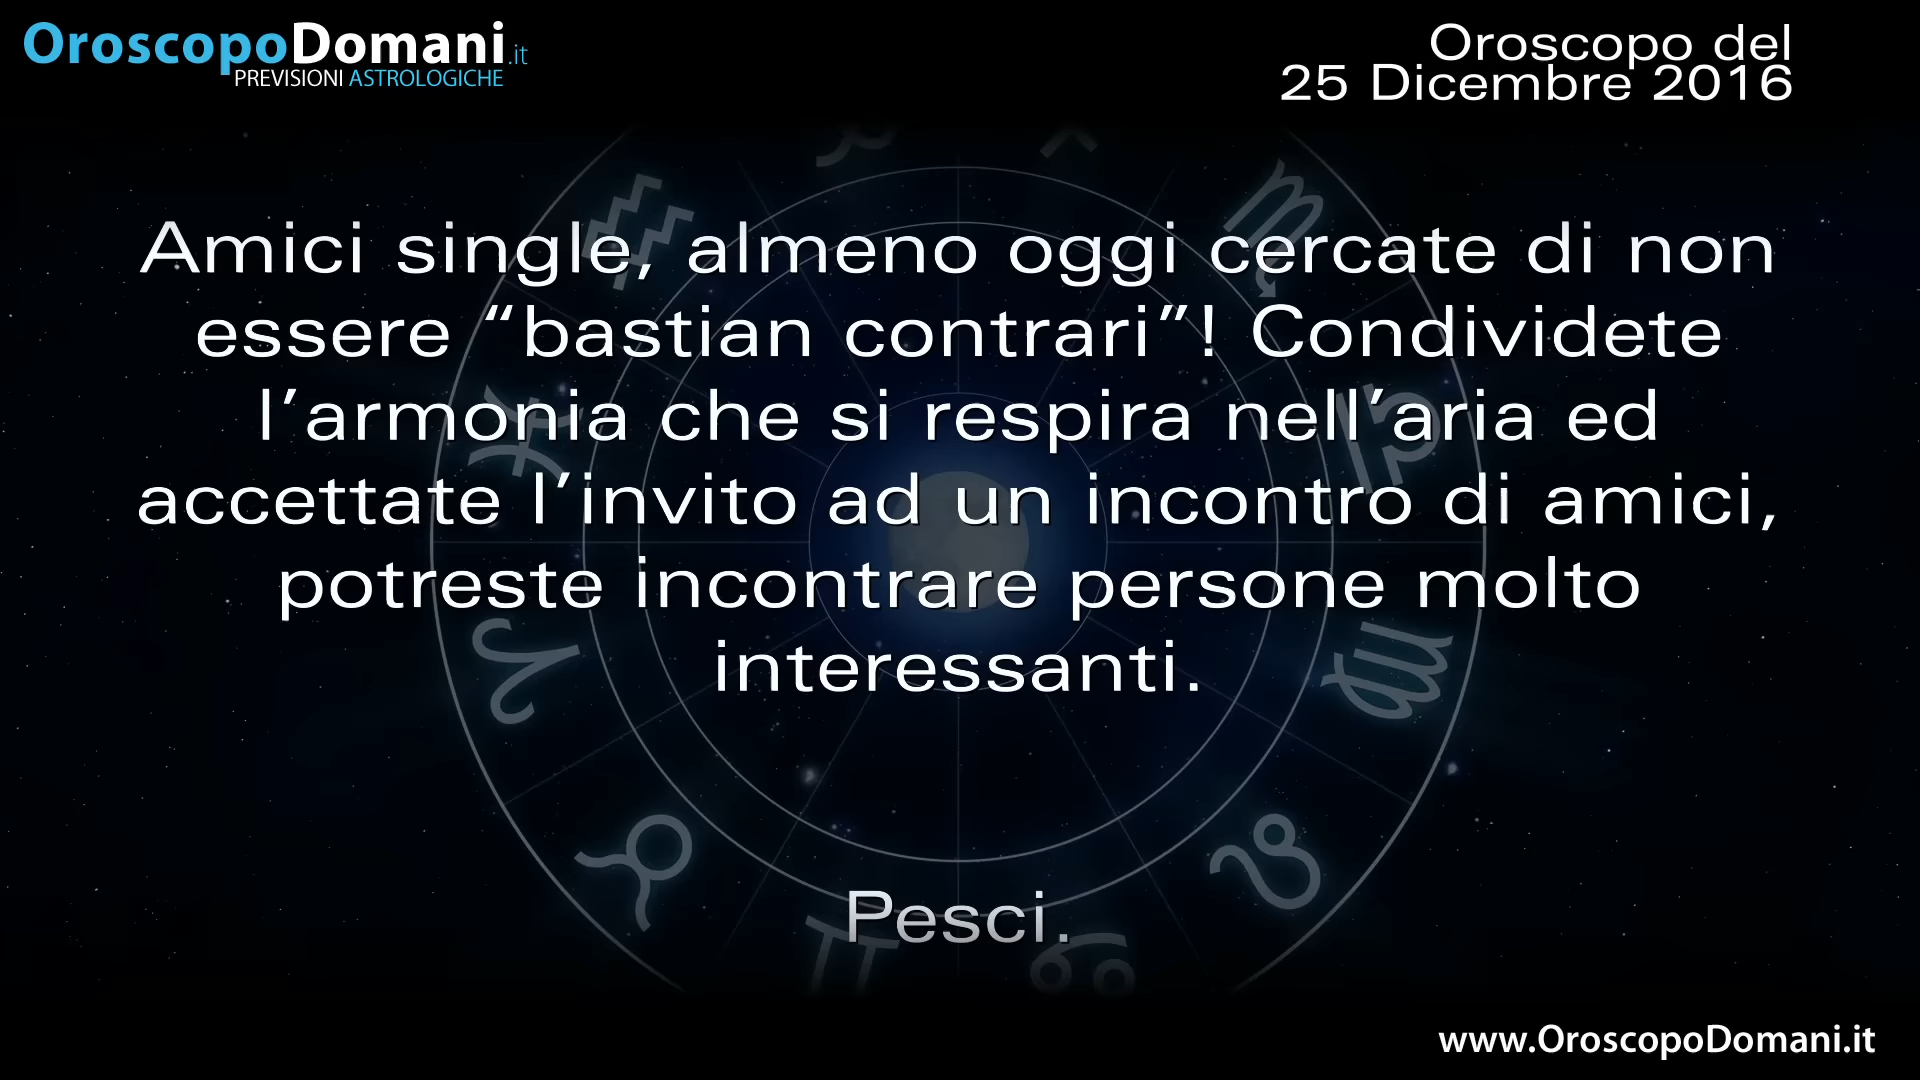 OroscopoDomani.it
PREVISIONI ASTROLOGICHE
Oroscopo del
25 Dicembre 2016
Amici single, almeno oggi cercate di non
essere “bastian contrari”! Condividete
l’armonia che si respira nell’aria ed
accettate l’invito ad un incontro di amici,
potreste incontrare persone molto
interessanti.
Pesci.
www.OroscopoDomani.it